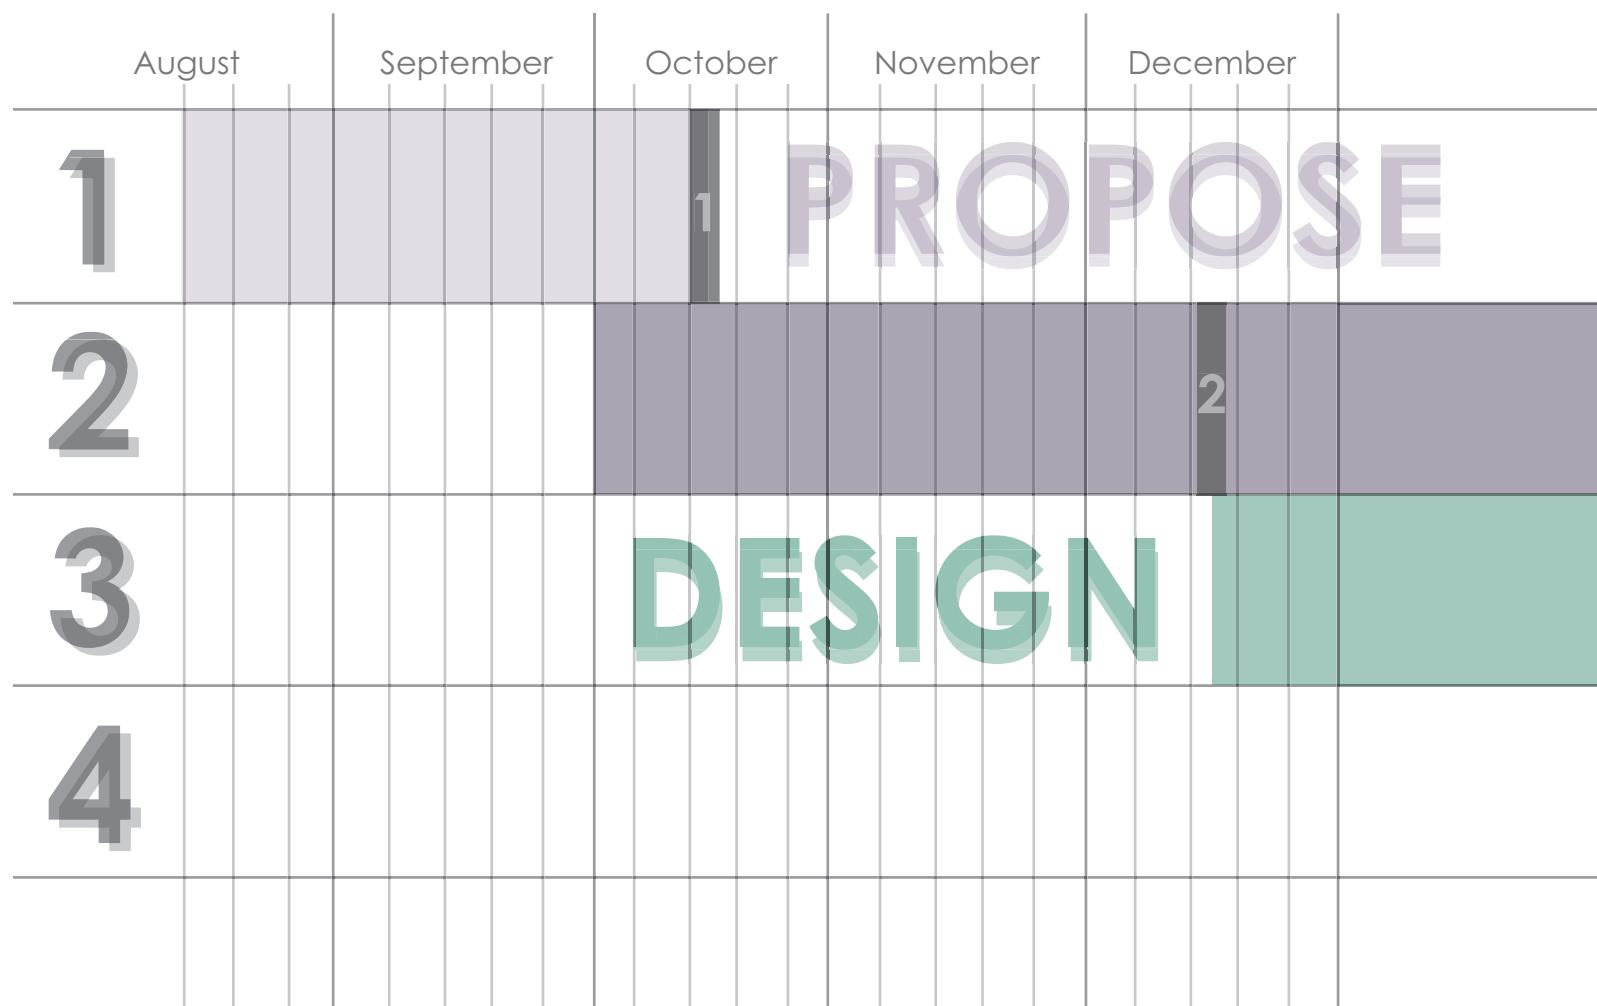 August September October November December
1 1 PROPOSE
2 2
3 DESIGN
4